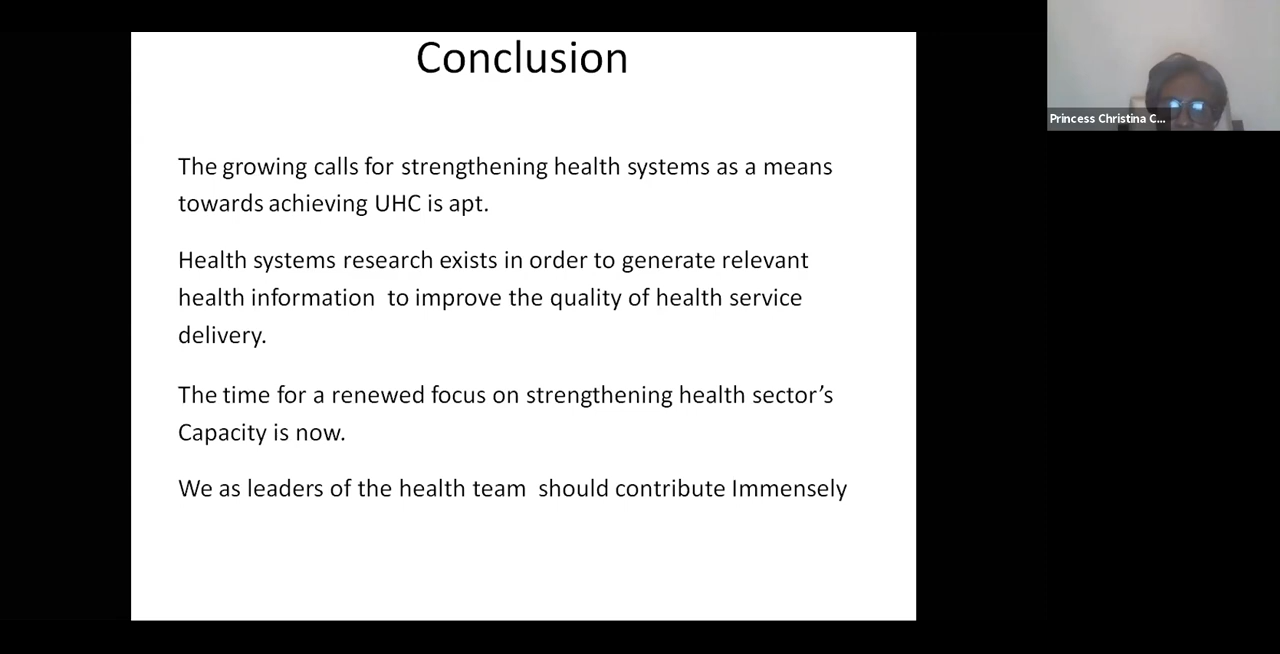 Conclusion
The growing calls for strengthening health systems as a means
towards achieving UHC is apt.
Health systems research exists in order to generate relevant
health information  to improve the quality of health service
delivery.
The time for a renewed focus on strengthening health sector’s
Capacity is now.
We as leaders of the health team  should contribute Immensely
Princess Christina C...